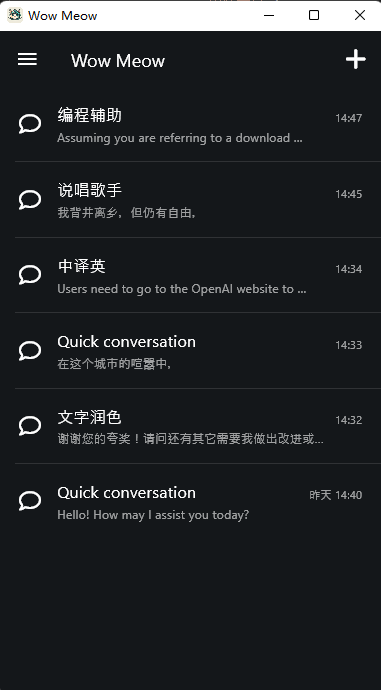 Wow Meow
Wow Meow
编程辅助 14:47
Assuming you are referring to a download ...
说唱歌手 14:45
我背井离乡，但仍有自由，
中译英 14:34
Users need to go to the OpenAI website to ...
Quick conversation 14:33
在这个城市的喧嚣中，
文字润色 14:32
谢谢您的夸奖！请问还有其它需要我做出改进或...
Quick conversation 昨天 14:40
Hello! How may I assist you today?